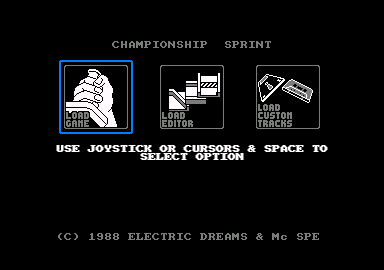 CHAMPIONSHIP SPRINT
LOAD GAME
LOAD EDITOR
LOAD CUSTOM TRACKS
USE JOYSTICK OR CURSORS & SPACE TO
SELECT OPTION
(C) 1988 ELECTRIC DREAMS & Mc SPE